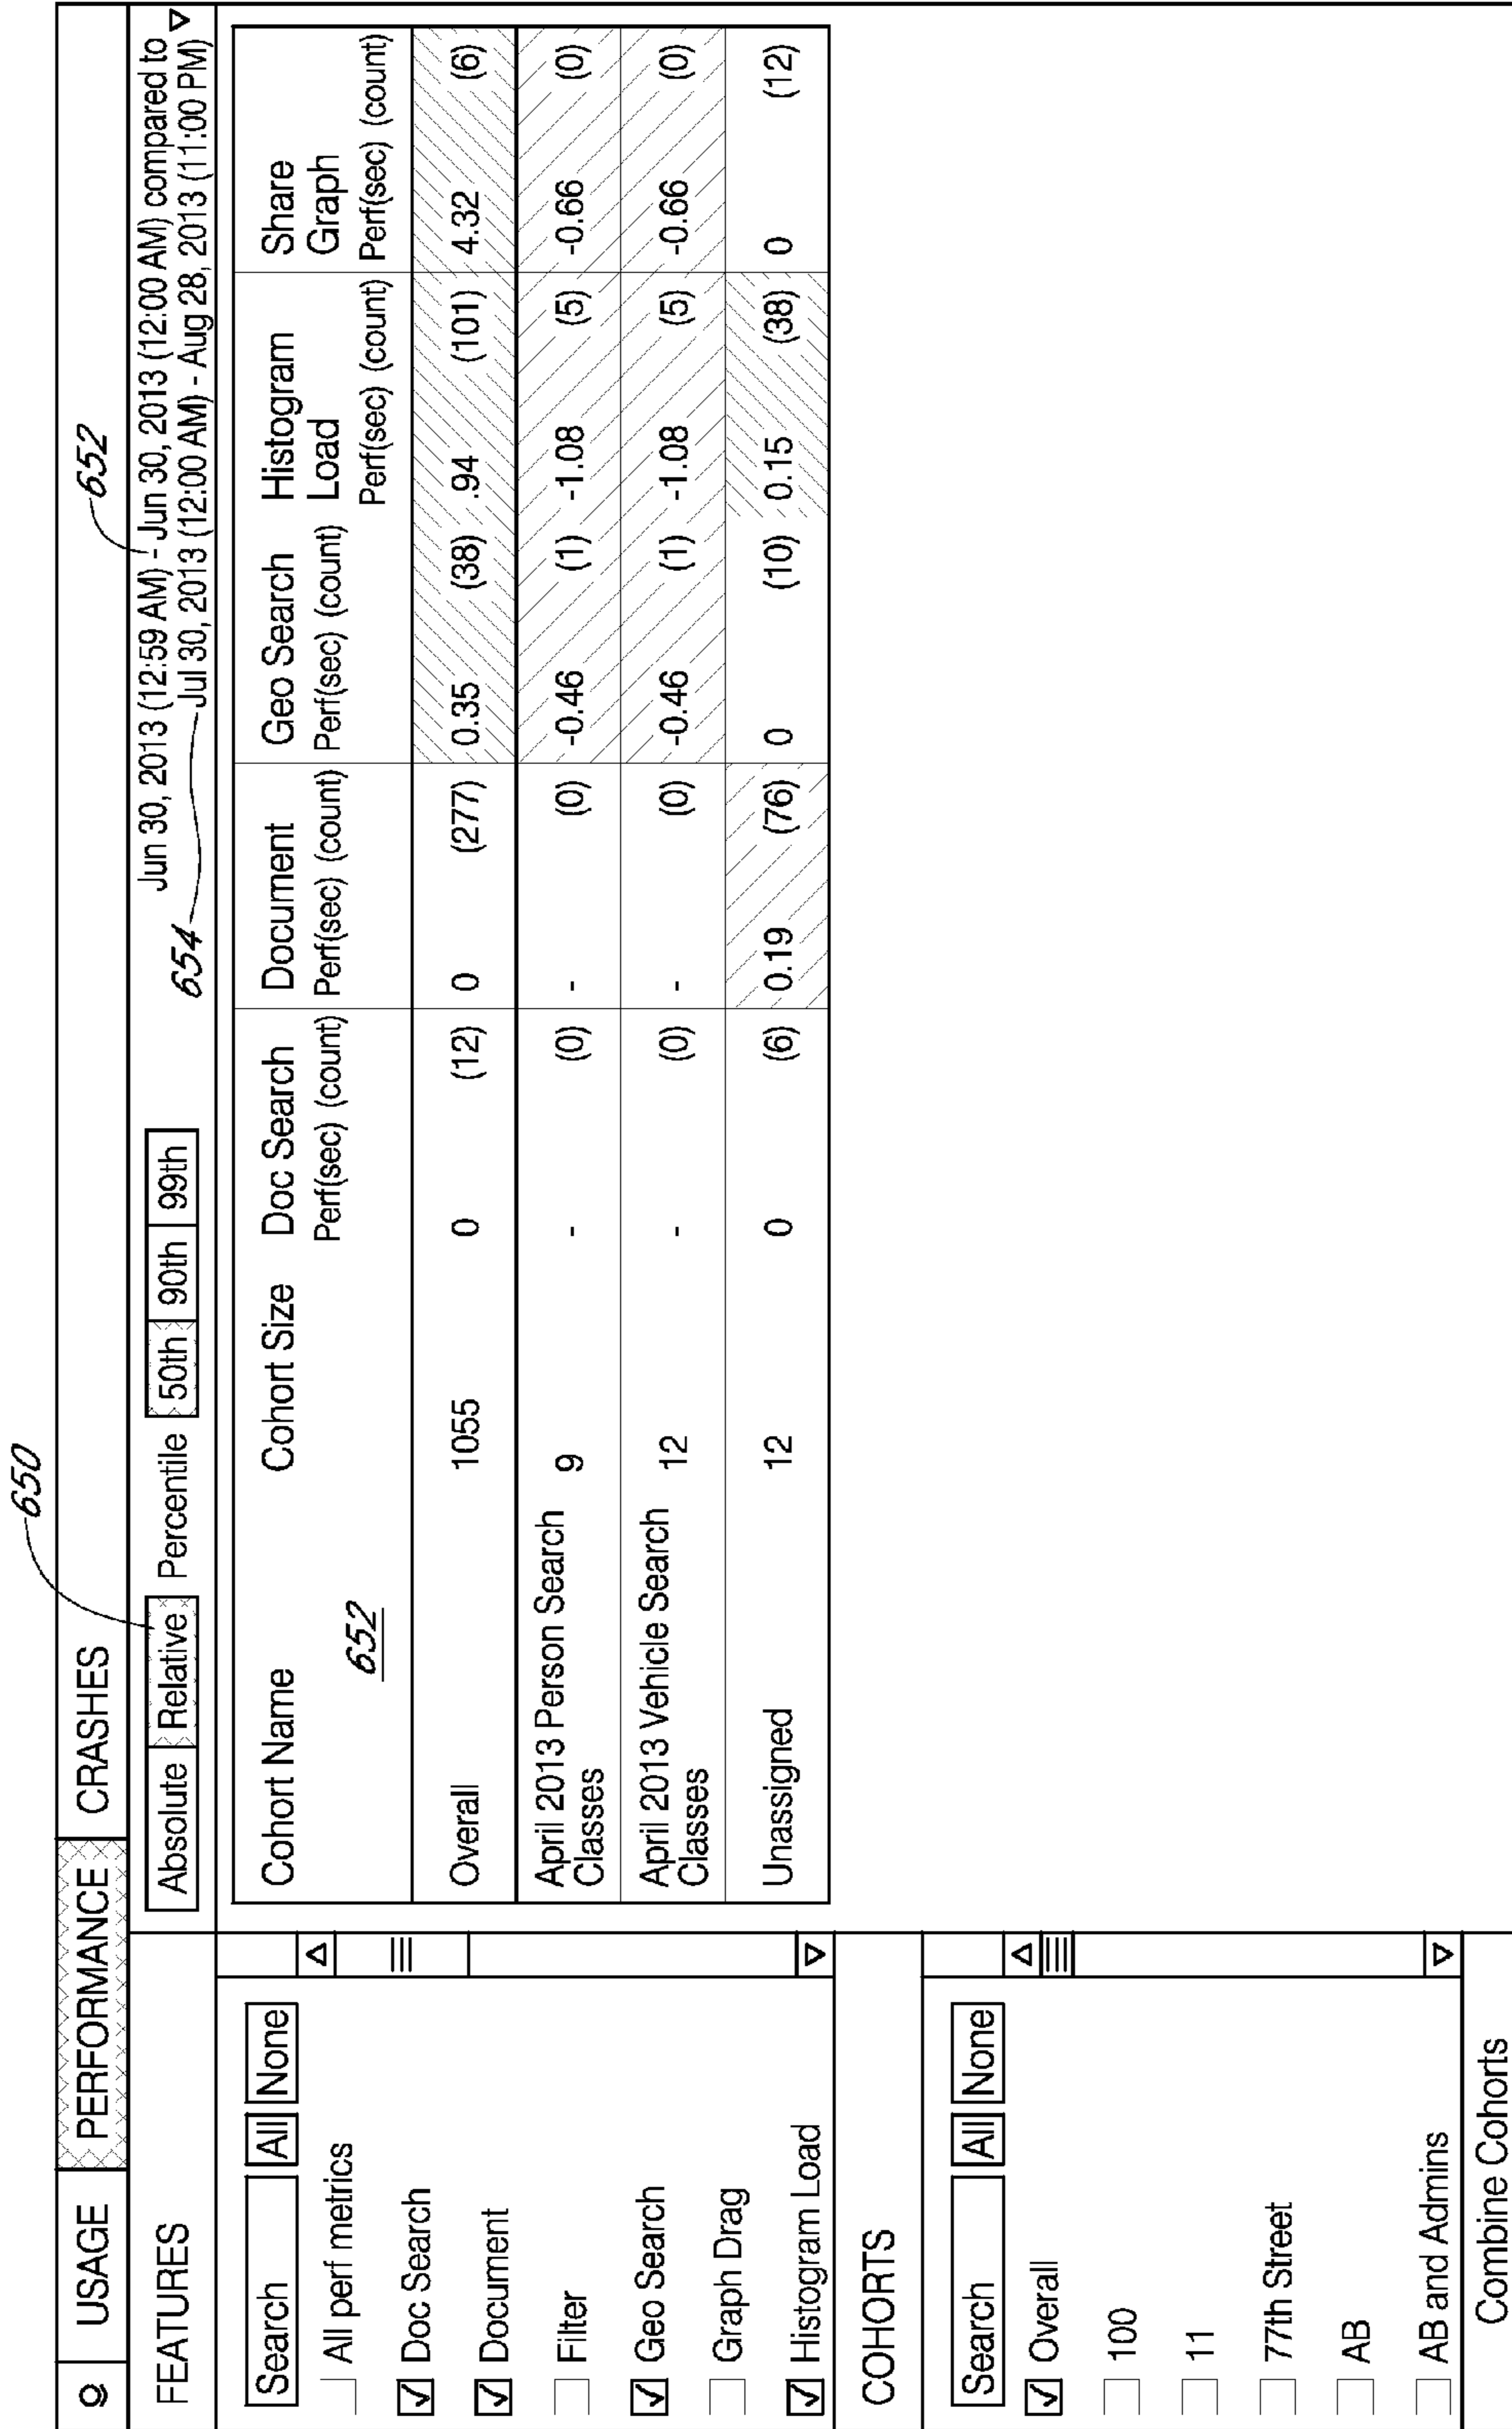 650
652
USAGE PERFORMANCE CRASHES
FEATURES
Absolute Relative Percentile 50th 90th 99th
654
Jun 30, 2013 (12:59 AM) - Jun 30, 2013 (12:00 AM) compared to
Jul 30, 2013 (12:00 AM) - Aug 28, 2013 (11:00 PM)
Search All None
All perf metrics
Doc Search
Document
Filter
Geo Search
Graph Drag
Histogram Load
COHORTS
Search All None
Overall
100
11
77th Street
AB
AB and Admins
Combine Cohorts
Cohort Name Cohort Size Doc Search Document Geo Search Histogram Share
Load Graph
Perf(sec) (count) Perf(sec) (count) Perf(sec) (count) Perf(sec) (count) Perf(sec) (count)
652
Overall 1055 0 (12) 0 (277) 0.35 (38) .94 (101) 4.32 (6)
April 2013 Person Search 9 - (0) - (0) -0.46 (1) -1.08 (5) -0.66 (0)
Classes
April 2013 Vehicle Search 12 - (0) - (0) -0.46 (1) -1.08 (5) -0.66 (0)
Classes
Unassigned 12 0 (6) 0.19 (76) 0 (10) 0.15 (38) 0 (12)